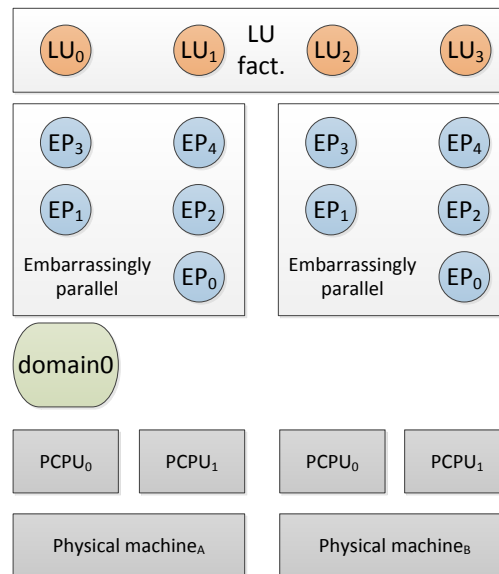 LU₀ LU₁ LU LU₂ LU₃
fact.
EP₃ EP₄ EP₃ EP₄
EP₁ EP₂ EP₁ EP₂
Embarrassingly EP₀ Embarrassingly EP₀
parallel parallel
domain0
PCPU₀ PCPU₁ PCPU₀ PCPU₁
Physical machineA Physical machineB